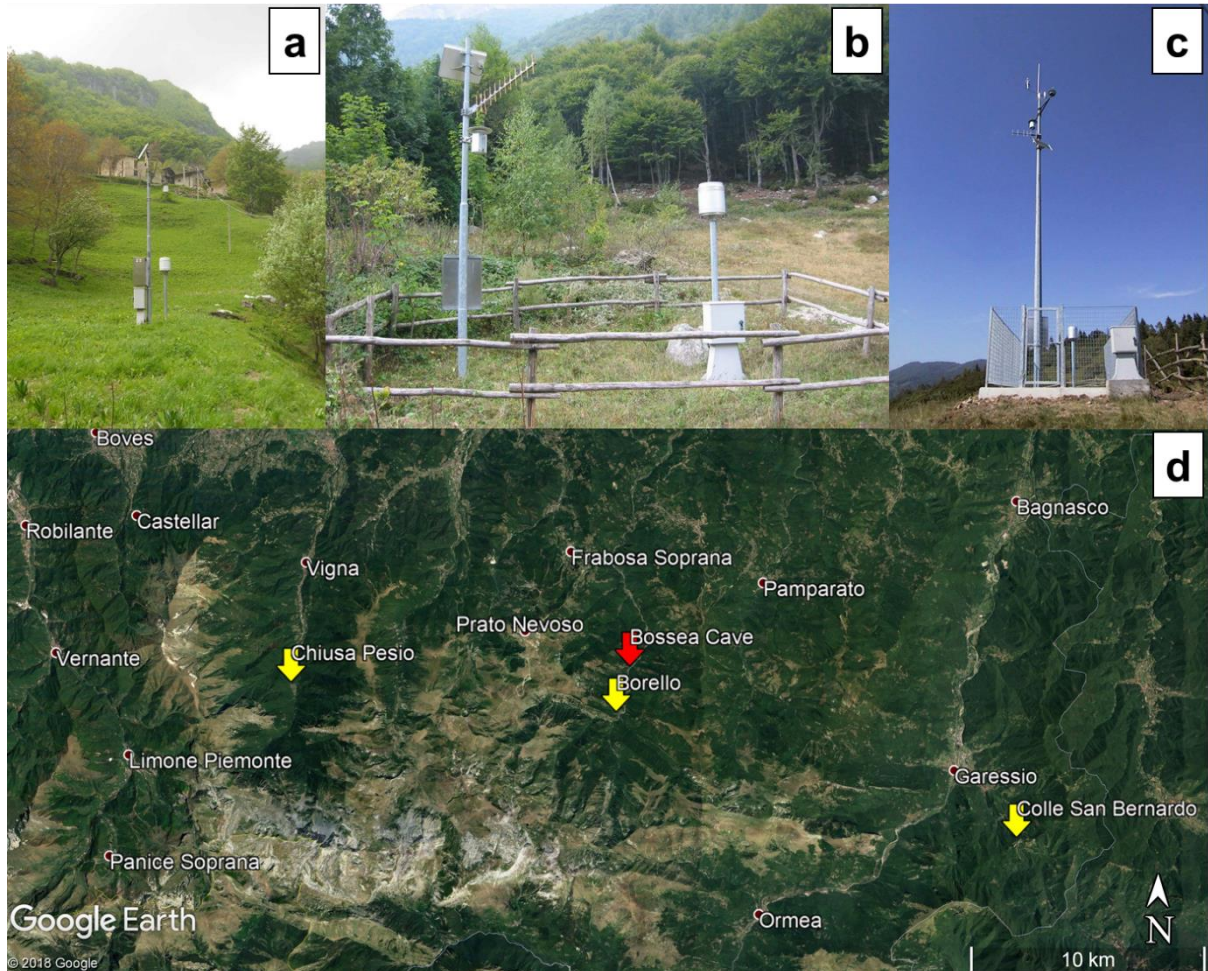 a
b
c
d
Boves
Robilante
Castellar
Vigna
Frabosa Soprana
Bagnasco
Pamparato
Prato Nevoso
Bossea Cave
Vernante
Chiusa Pesio
Borello
Limone Piemonte
Garessio
Colle San Bernardo
Panice Soprana
Ormea
Google Earth
N
© 2018 Google
10 km